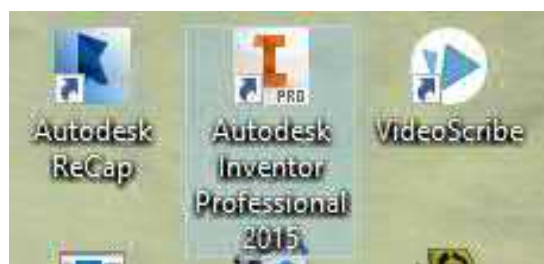 PRO
Autodesk
ReCap
Autodesk
Inventor
Professional
2015
VideoScribe